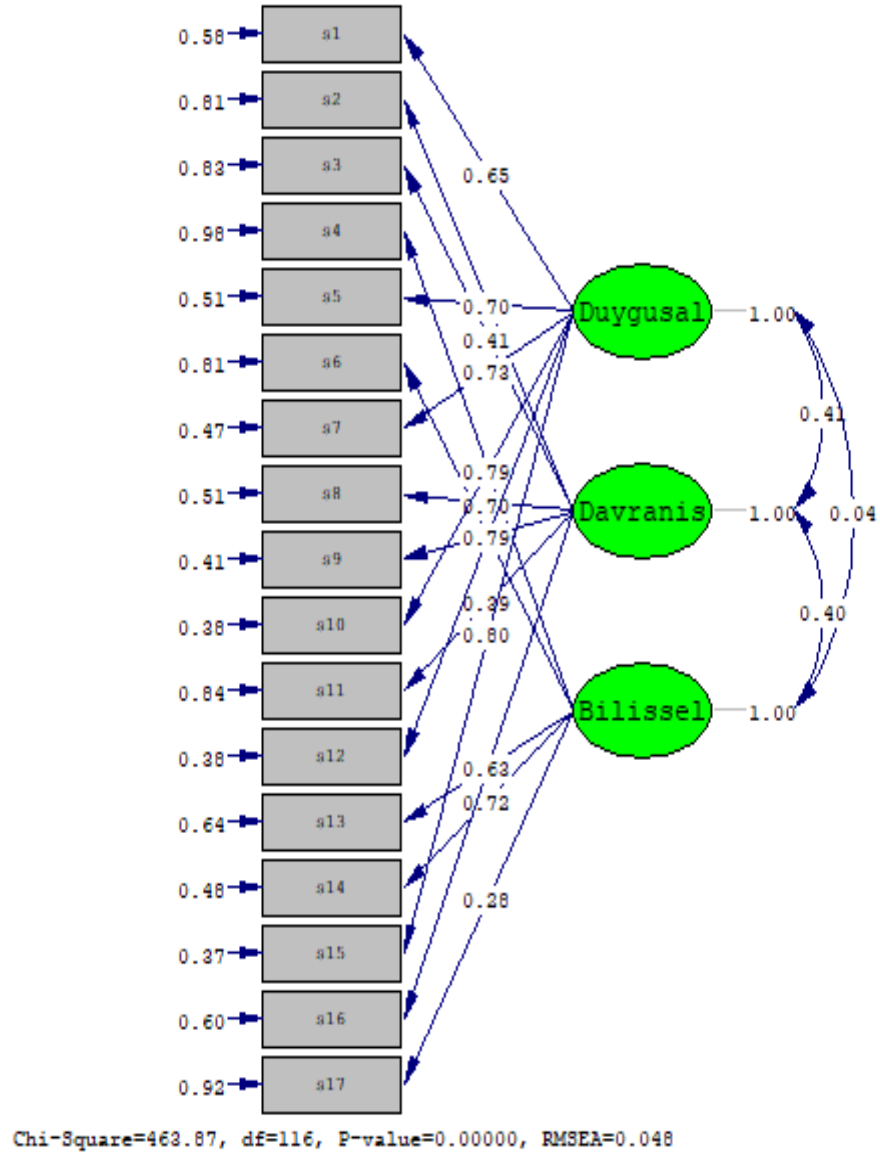 0.58 s1
0.81 s2
0.83 s3
0.65
0.98 s4
0.51 s5 0.70 Duygusal 1.00
0.41
0.81 s6 0.73
0.41
0.47 s7
0.79
0.51 s8 0.70 Davranis 1.00 0.04
0.79
0.41 s9
0.39
0.40
0.38 s10 0.80
0.84 s11
Bilissel 1.00
0.38 s12
0.63
0.72
0.64 s13
0.48 s14
0.28
0.37 s15
0.60 s16
0.92 s17
Chi-Square=463.87, df=116, P-value=0.00000, RMSEA=0.048